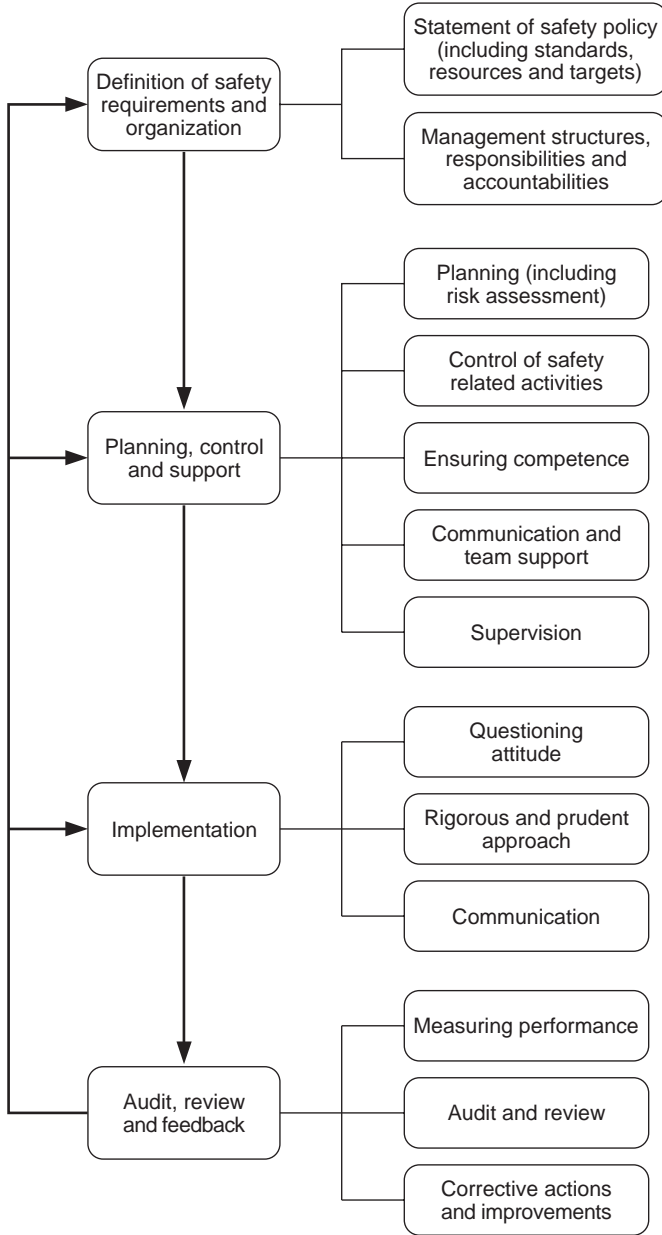 Definition of safety
requirements and
organization
Statement of safety policy
(including standards,
resources and targets)
Management structures,
responsibilities and
accountabilities
Planning, control
and support
Planning (including
risk assessment)
Control of safety
related activities
Ensuring competence
Communication and
team support
Supervision
Implementation
Questioning
attitude
Rigorous and prudent
approach
Communication
Audit, review
and feedback
Measuring performance
Audit and review
Corrective actions
and improvements